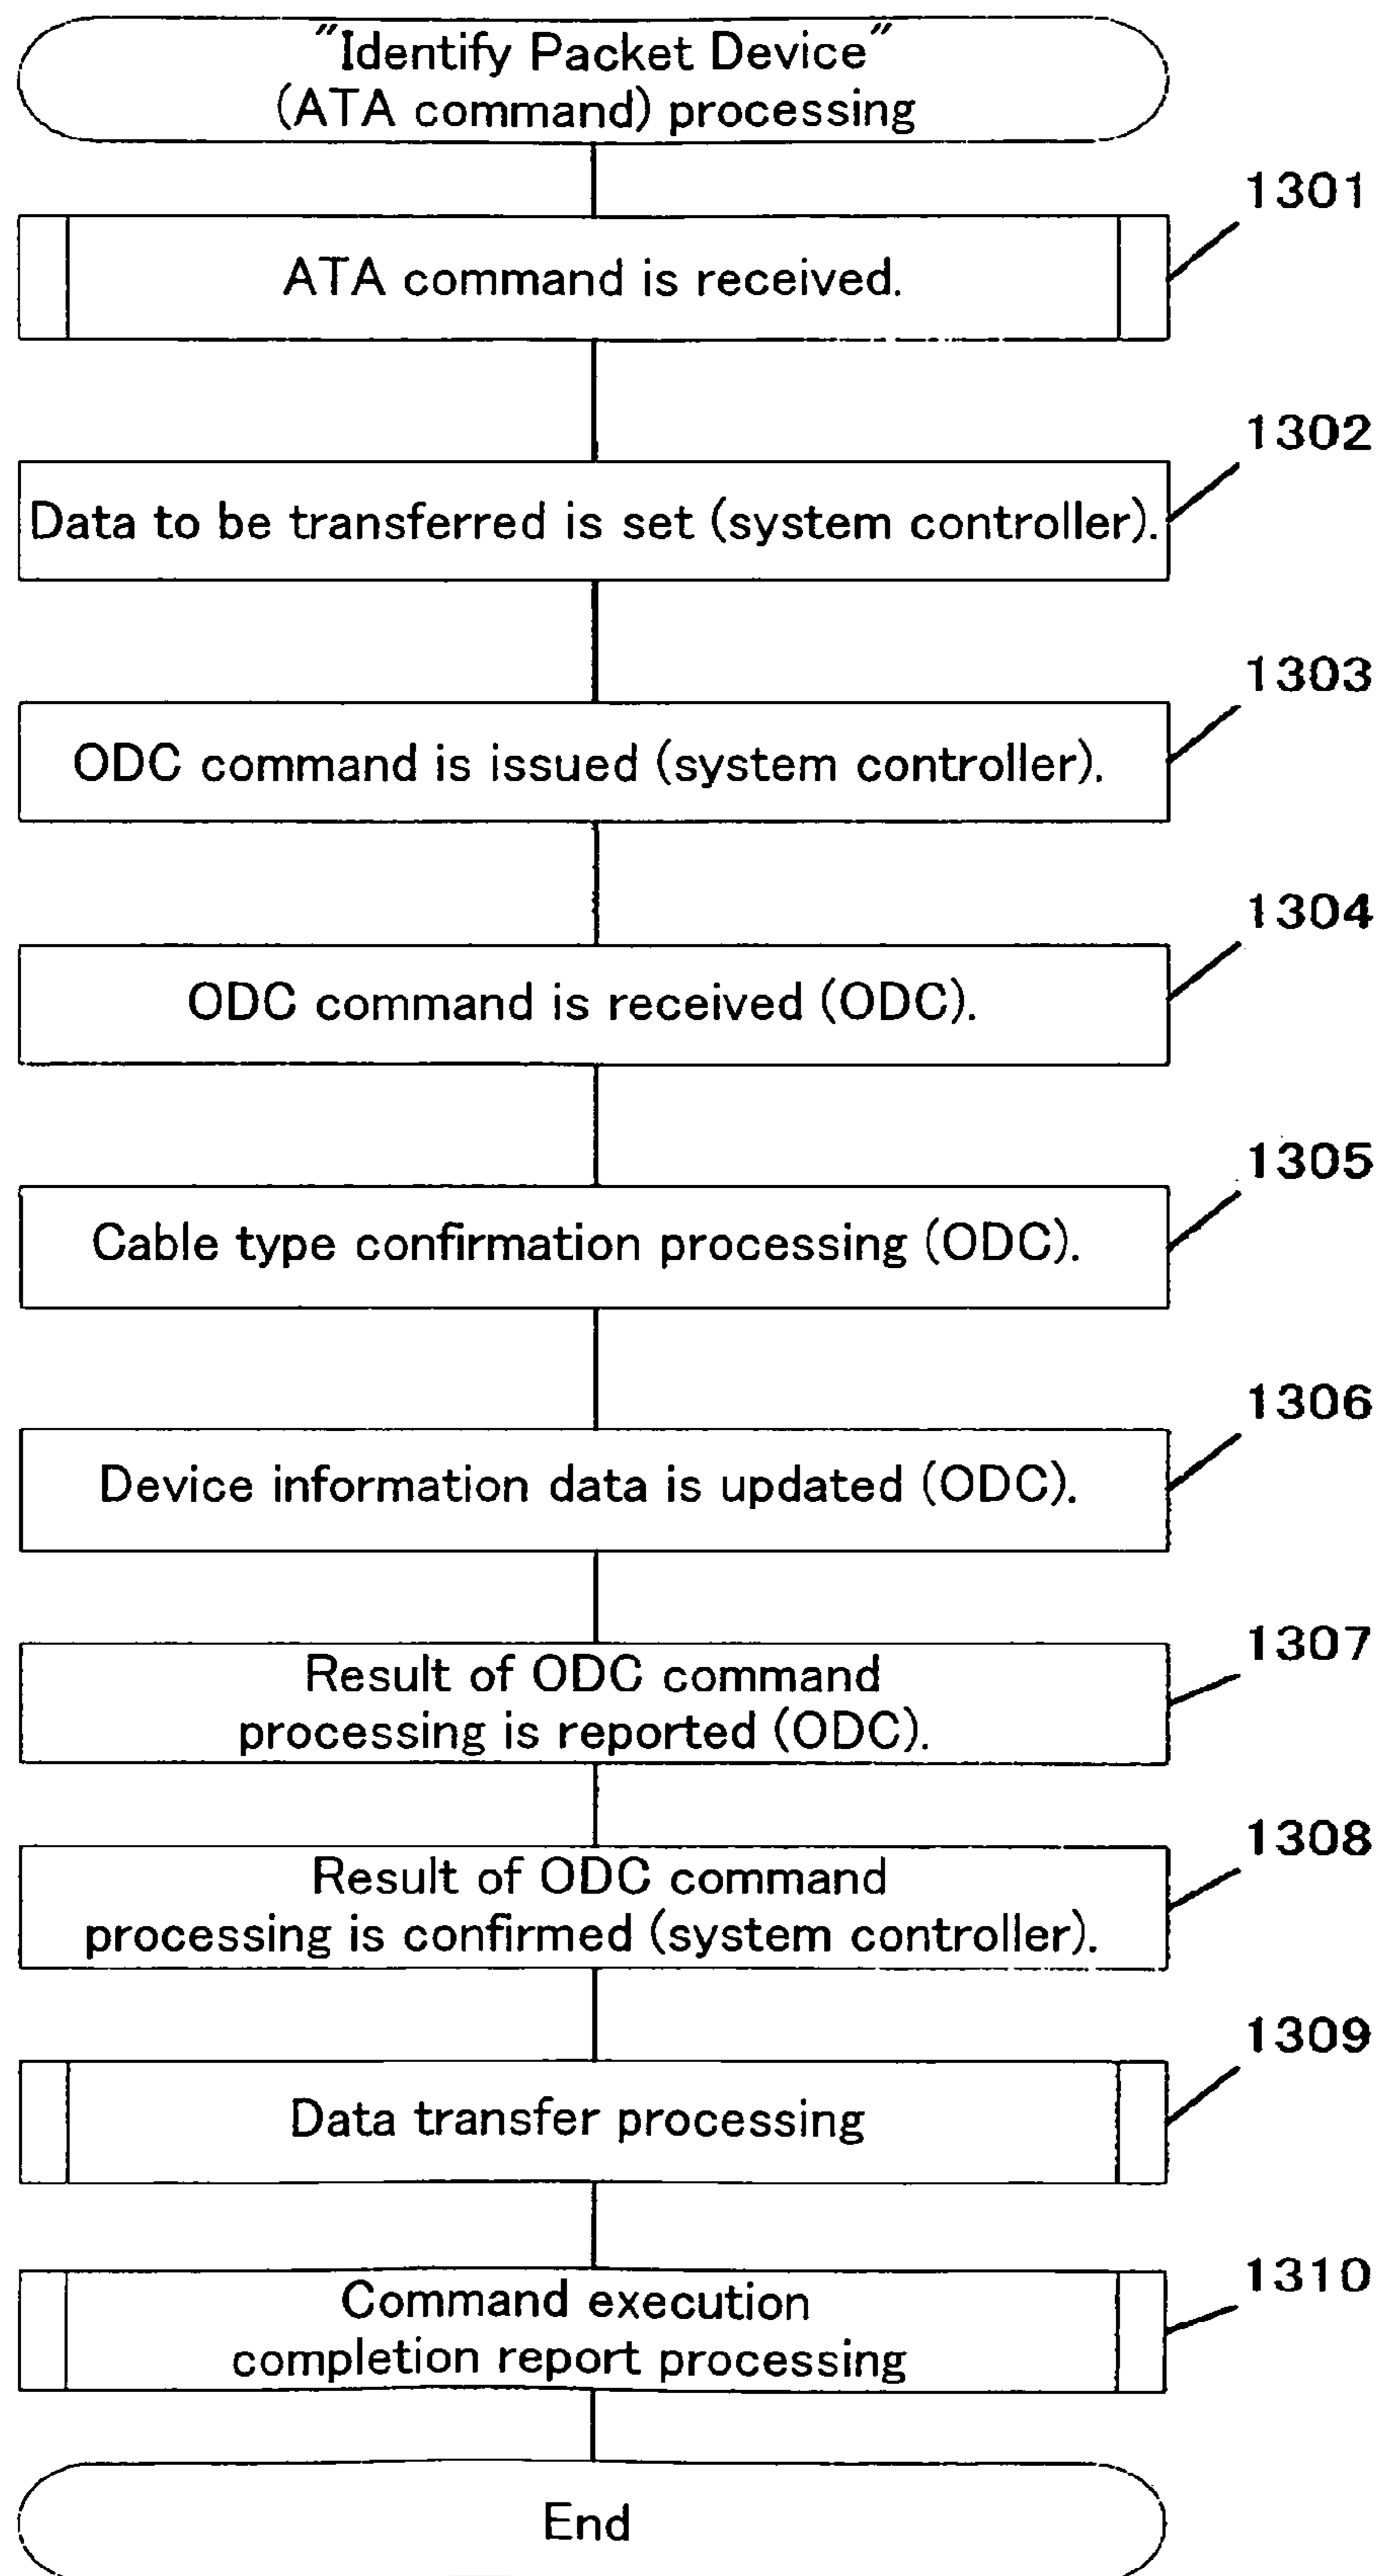 "Identify Packet Device"
(ATA command) processing
1301
ATA command is received.
1302
Data to be transferred is set (system controller).
1303
ODC command is issued (system controller).
1304
ODC command is received (ODC).
1305
Cable type confirmation processing (ODC).
1306
Device information data is updated (ODC).
1307
Result of ODC command
processing is reported (ODC).
1308
Result of ODC command
processing is confirmed (system controller).
1309
Data transfer processing
1310
Command execution
completion report processing
End